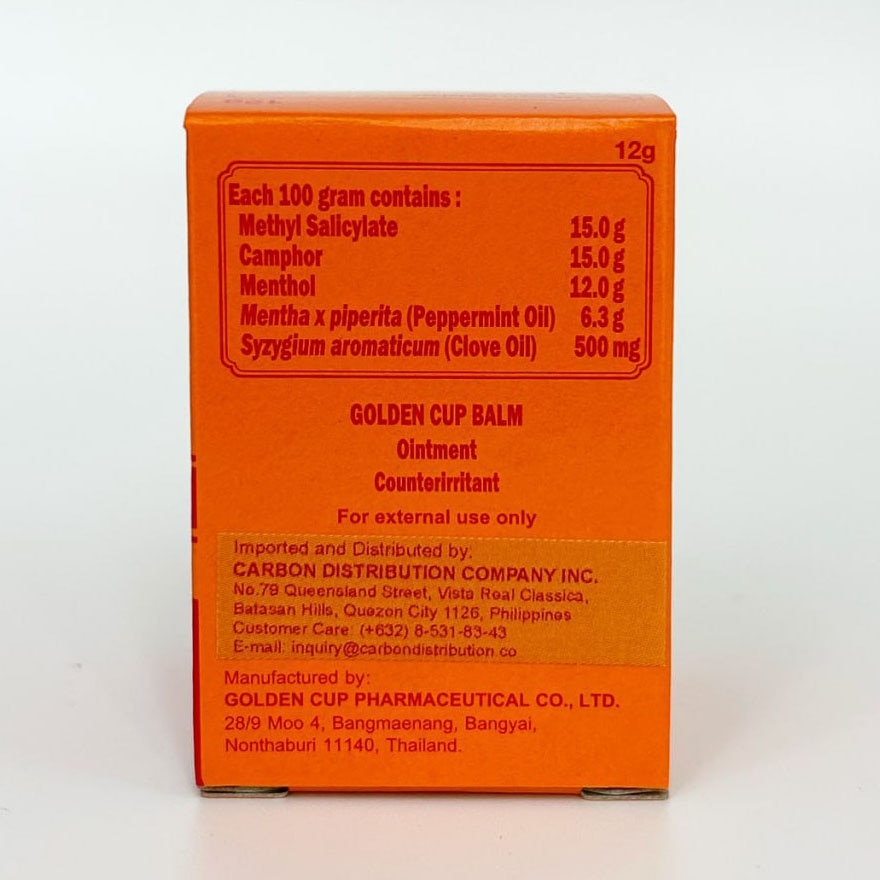 12g
Each 100 gram contains :
Methyl Salicylate 15.0 g
Camphor 15.0 g
Menthol 12.0 g
Mentha x piperita (Peppermint Oil) 6.3 g
Syzygium aromaticum (Clove Oil) 500 mg
GOLDEN CUP BALM
Ointment
Counterirritant
For external use only
Imported and Distributed by:
CARBON DISTRIBUTION COMPANY INC.
No.79 Queensland Street, Vista Real Classica,
Batasan Hills, Quezon City 1126, Philippines
Customer Care: (+632) 8-531-83-43
E-mail: inquiry@carbondistribution.co
Manufactured by:
GOLDEN CUP PHARMACEUTICAL CO., LTD.
28/9 Moo 4, Bangmaenang, Bangyai,
Nonthaburi 11140, Thailand.